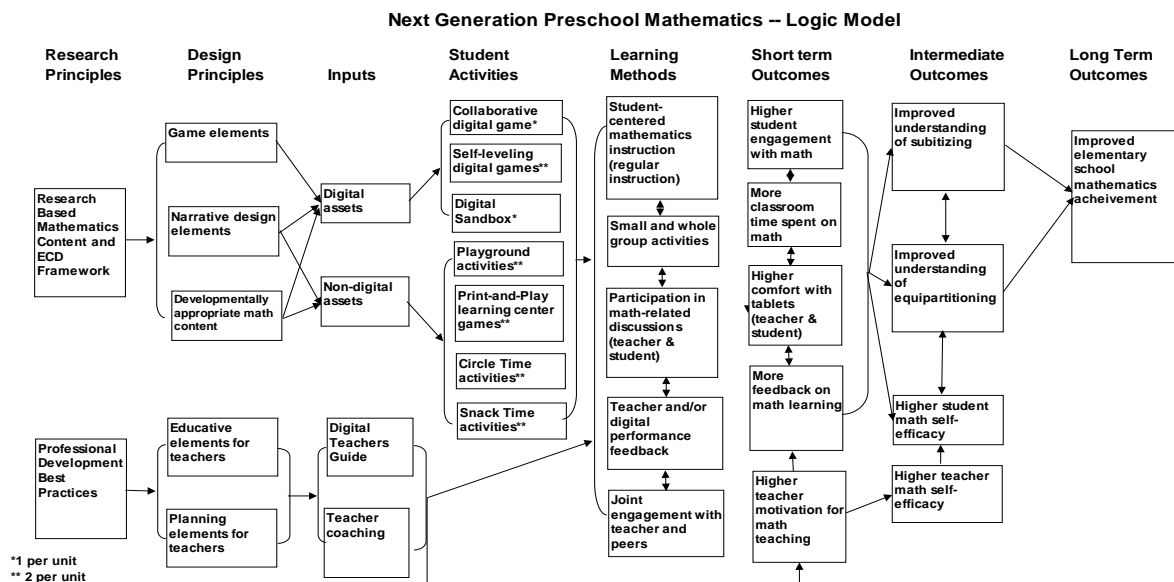 Next Generation Preschool Mathematics -- Logic Model
Research
Principles
Design
Principles
Inputs
Student
Activities
Learning
Methods
Short term
Outcomes
Intermediate
Outcomes
Long Term
Outcomes
Research
Based
Mathematics
Content and
ECD
Framework
Game elements
Narrative design
elements
Developmentally
appropriate math
content
Digital
assets
Non-digital
assets
Collaborative
digital game*
Self-leveling
digital games**
Digital
Sandbox*
Playground
activities**
Print-and-Play
learning center
games**
Circle Time
activities**
Snack Time
activities**
Student-
centered
mathematics
instruction
(regular
instruction)
Small and whole
group activities
Participation in
math-related
discussions
(teacher &
student)
Teacher and/or
digital
performance
feedback
Joint
engagement with
teacher and
peers
Higher
student
engagement
with math
More
classroom
time spent on
math
Higher
comfort with
tablets
(teacher &
student)
More
feedback on
math learning
Higher
teacher
motivation for
math
teaching
Improved
understanding
of subitizing
Improved
understanding
of
equipartitioning
Higher student
math self-
efficacy
Higher teacher
math self-
efficacy
Improved
elementary
school
mathematics
acheivement
Professional
Development
Best
Practices
Educative
elements for
teachers
Planning
elements for
teachers
Digital
Teachers
Guide
Teacher
coaching
*1 per unit
** 2 per unit